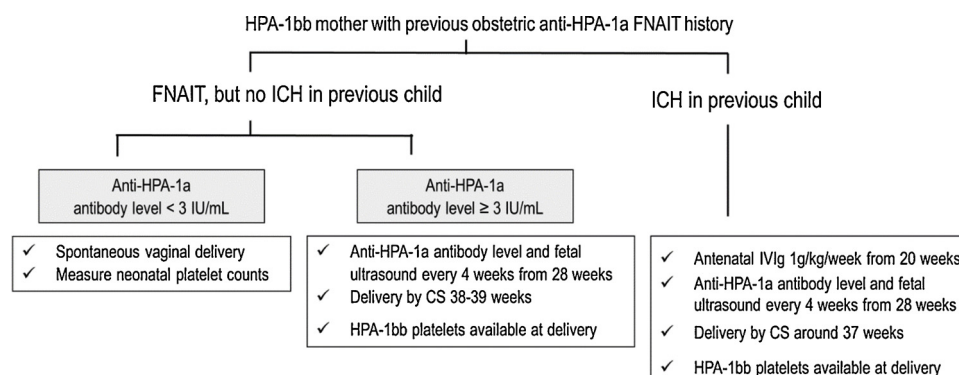 HPA-1bb mother with previous obstetric anti-HPA-1a FNAIT history
FNAIT, but no ICH in previous child
ICH in previous child
Anti-HPA-1a
antibody level < 3 IU/mL
Anti-HPA-1a
antibody level ≥ 3 IU/mL
✓ Spontaneous vaginal delivery
✓ Measure neonatal platelet counts
✓ Anti-HPA-1a antibody level and fetal
ultrasound every 4 weeks from 28 weeks
✓ Delivery by CS 38-39 weeks
✓ HPA-1bb platelets available at delivery
✓ Antenatal IVIg 1g/kg/week from 20 weeks
✓ Anti-HPA-1a antibody level and fetal
ultrasound every 4 weeks from 28 weeks
✓ Delivery by CS around 37 weeks
✓ HPA-1bb platelets available at delivery